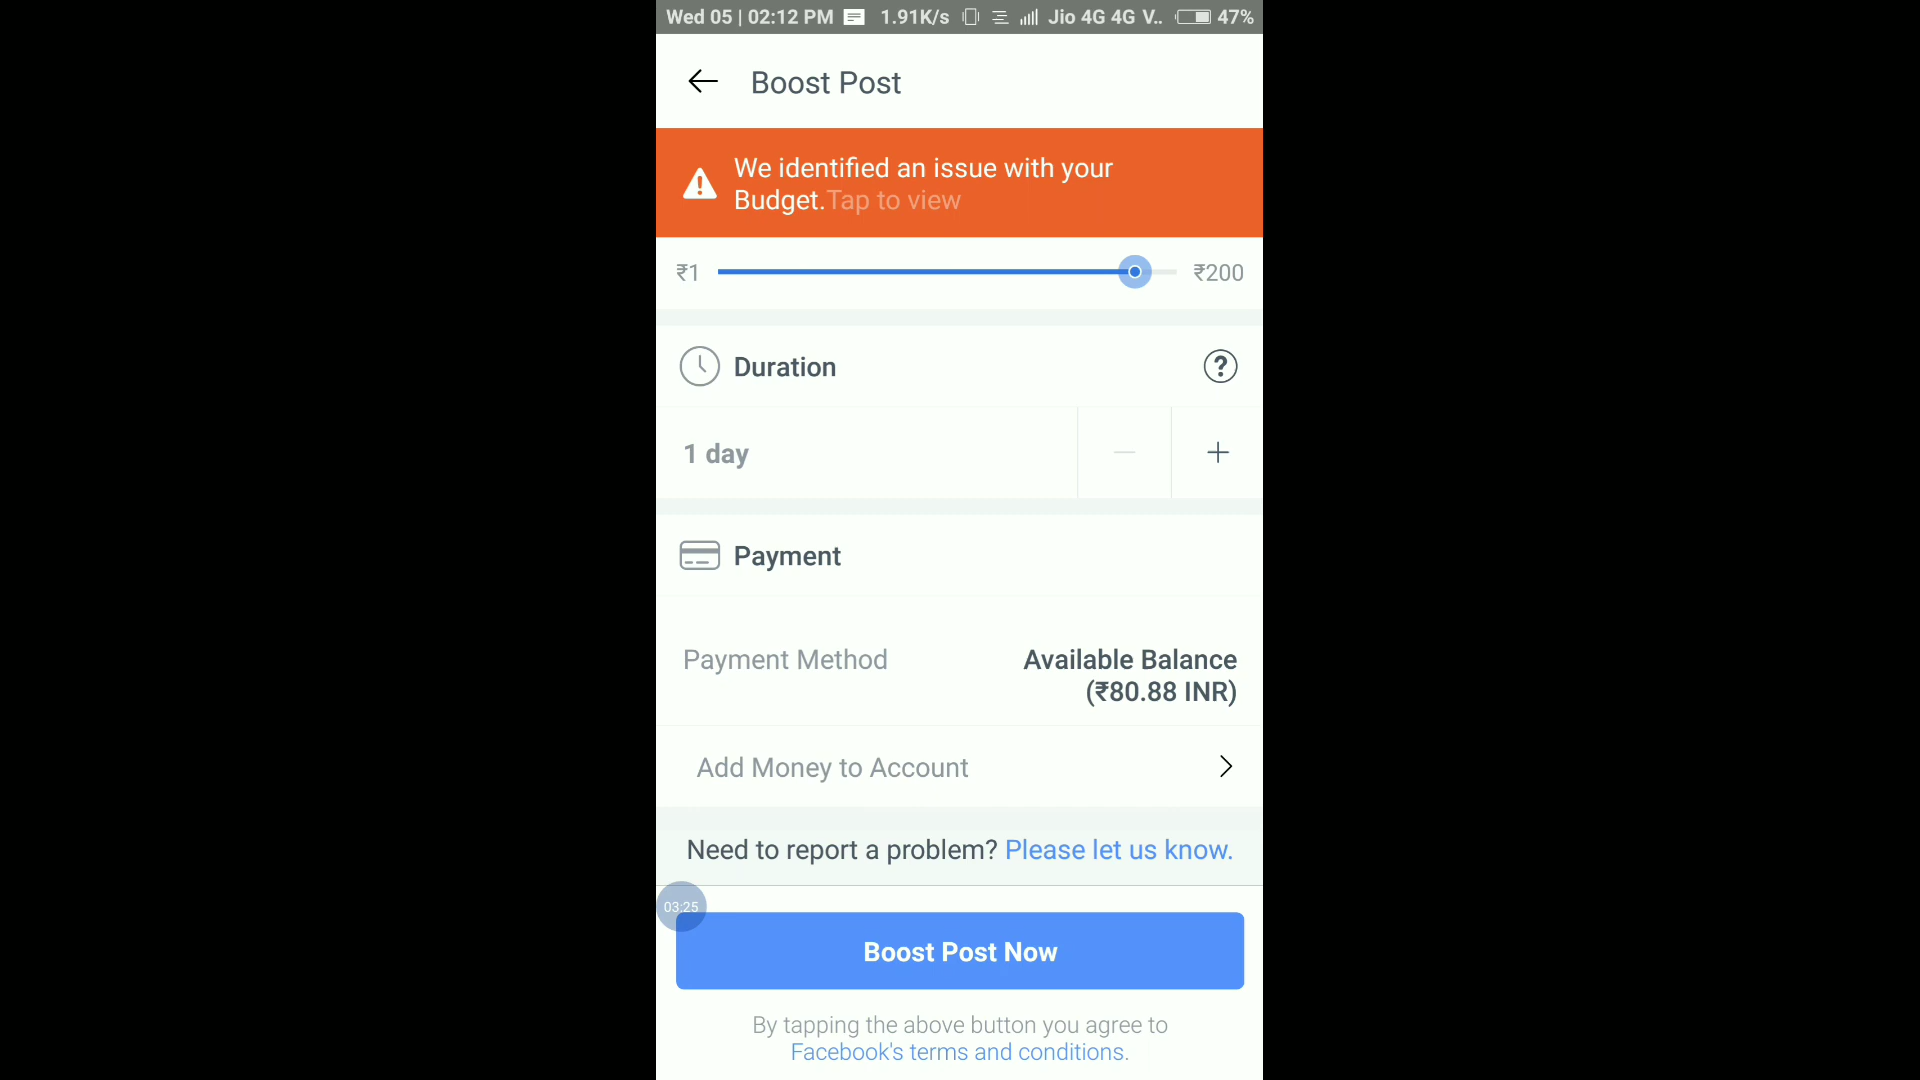 Wed 05 | 02:12 PM 1.91K/s Jio 4G 4G V.. 47%
Boost Post
We identified an issue with your
Budget. Tap to view
₹1 ₹200
Duration ?
1 day — +
Payment
Payment Method Available Balance
(₹80.88 INR)
Add Money to Account
Need to report a problem? Please let us know.
03:25
Boost Post Now
By tapping the above button you agree to
Facebook's terms and conditions.